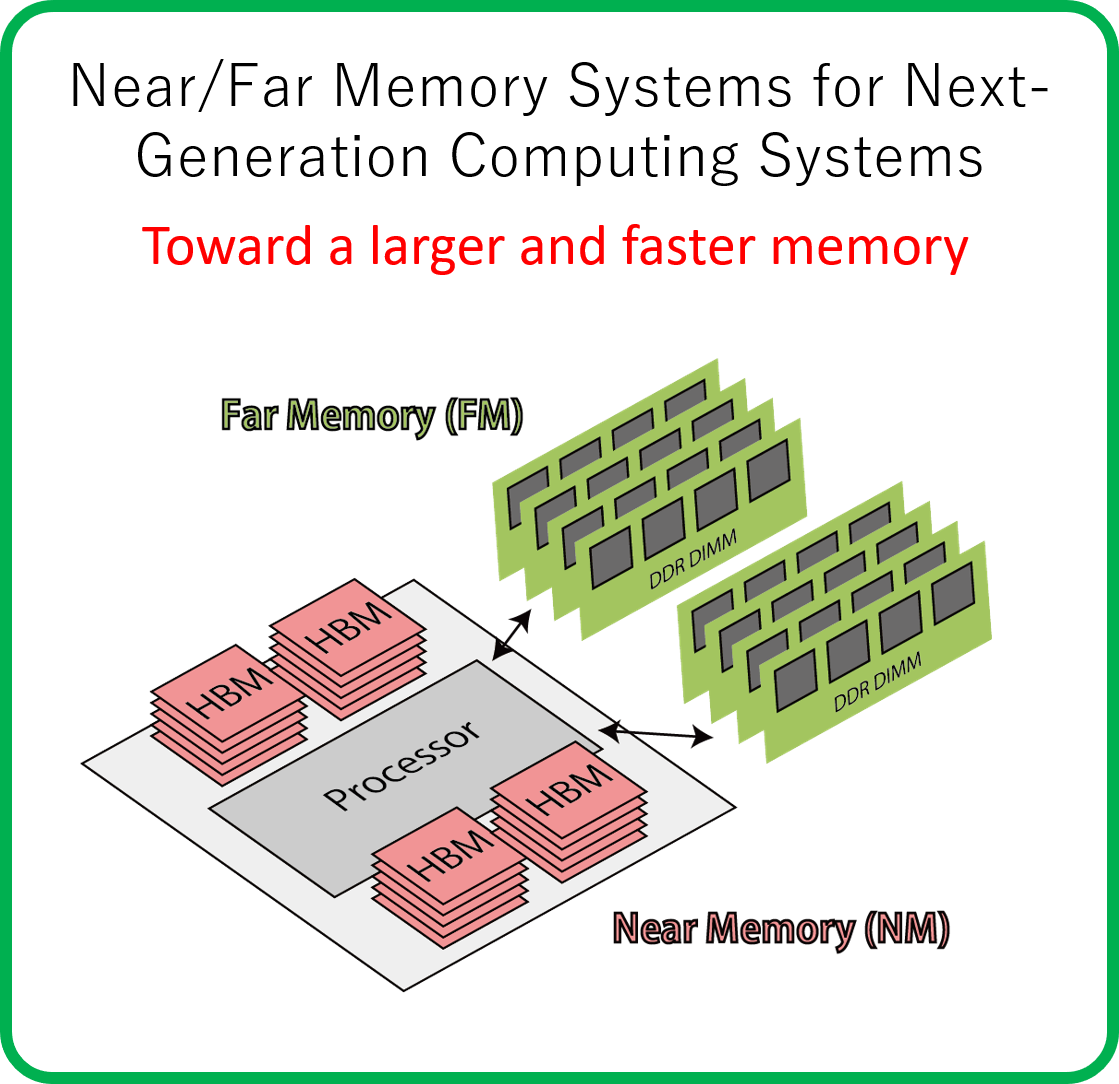 Near/Far Memory Systems for Next-
Generation Computing Systems
Toward a larger and faster memory
Far Memory (FM)
DDR DIMM
DDR DIMM
HBM
HBM
Processor
HBM
HBM
Near Memory (NM)